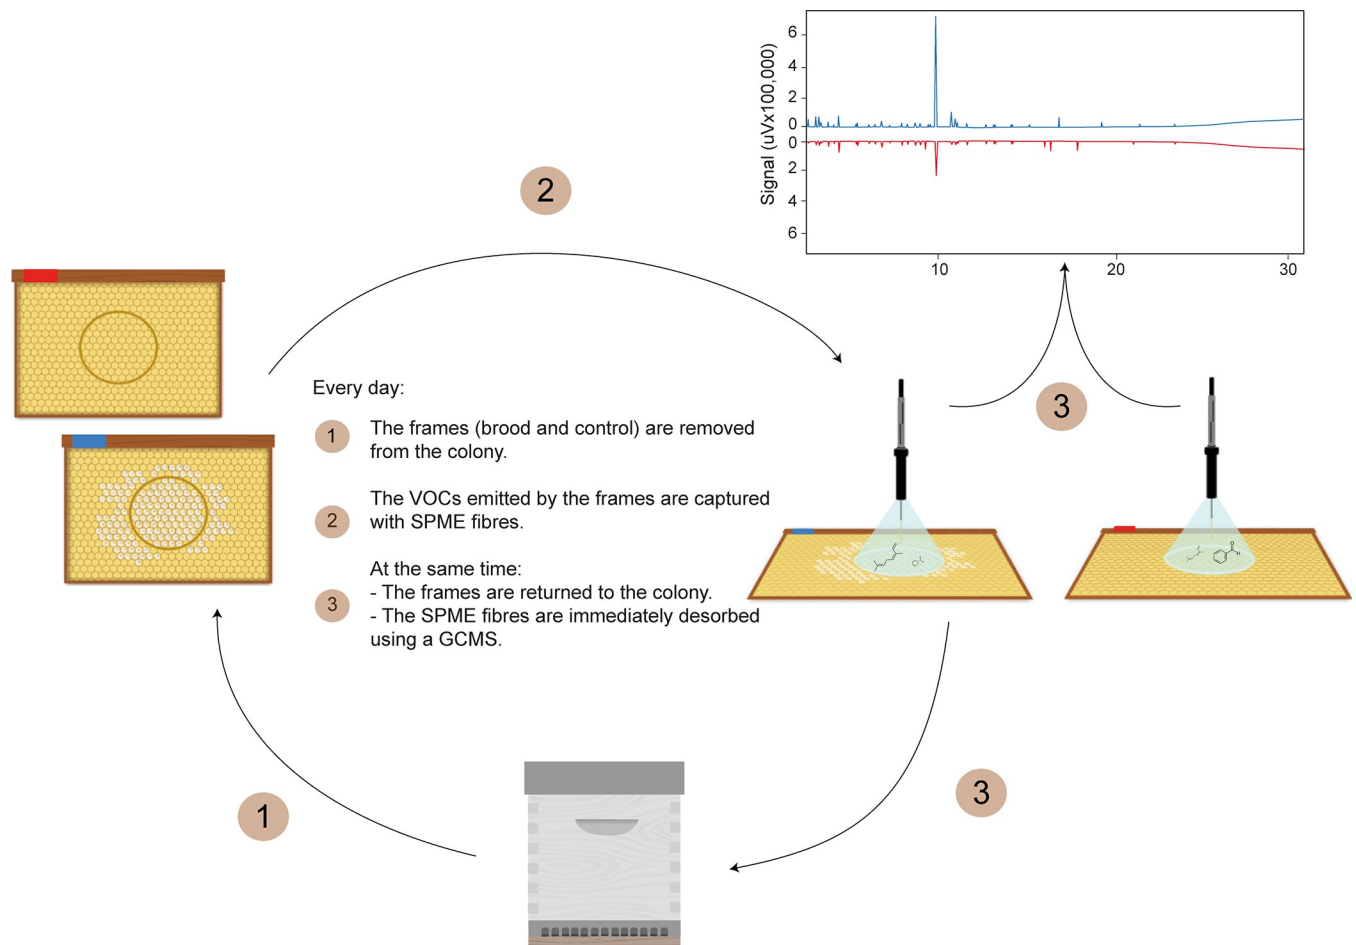 6
4
2
0
0
2
4
6
Signal (uVx100,000)
10
20
30
2
3
Every day:
1
The frames (brood and control) are removed
from the colony.
2
The VOCs emitted by the frames are captured
with SPME fibres.
3
At the same time:
- The frames are returned to the colony.
- The SPME fibres are immediately desorbed
using a GCMS.
1
3